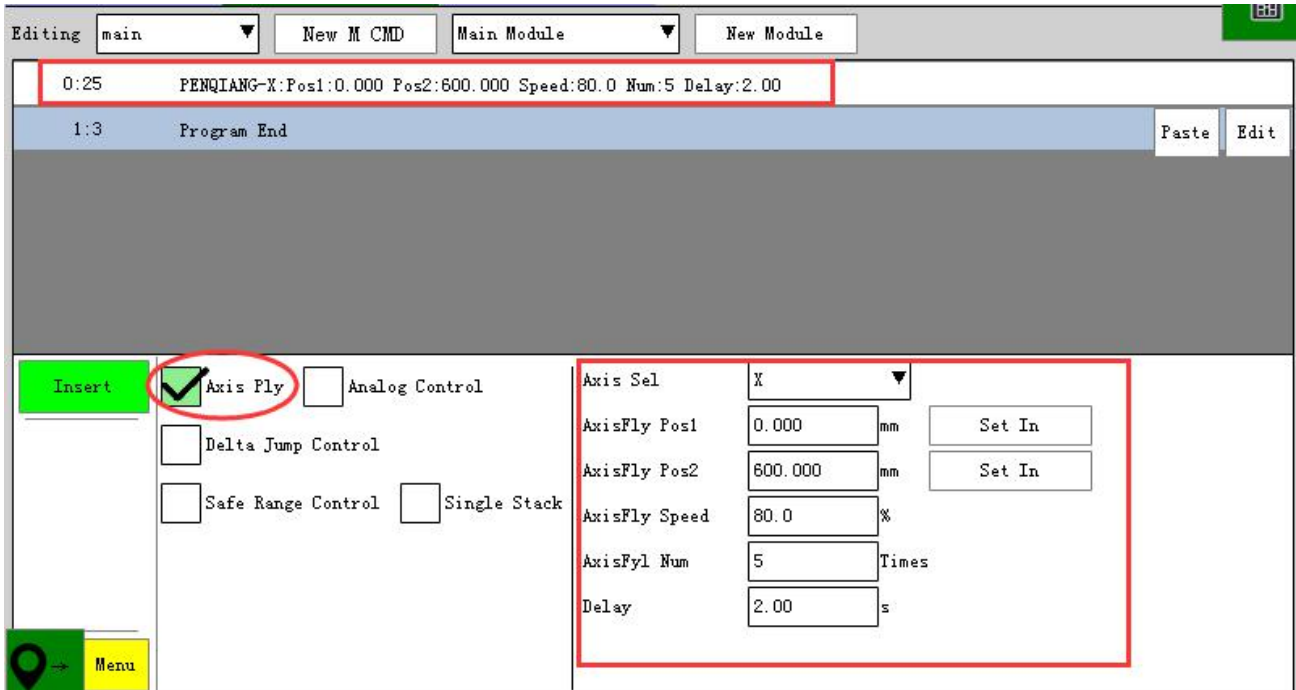 Editing main New M CMD Main Module New Module
0:25 PENQIANG-X:Pos1:0.000 Pos2:600.000 Speed:80.0 Num:5 Delay:2.00
1:3 Program End Paste Edit
Insert Axis Ply Analog Control
Delta Jump Control
Safe Range Control Single Stack
Axis Sel X
AxisFly Pos1 0.000 mm Set In
AxisFly Pos2 600.000 mm Set In
AxisFly Speed 80.0 %
AxisFyl Num 5 Times
Delay 2.00 s
Menu